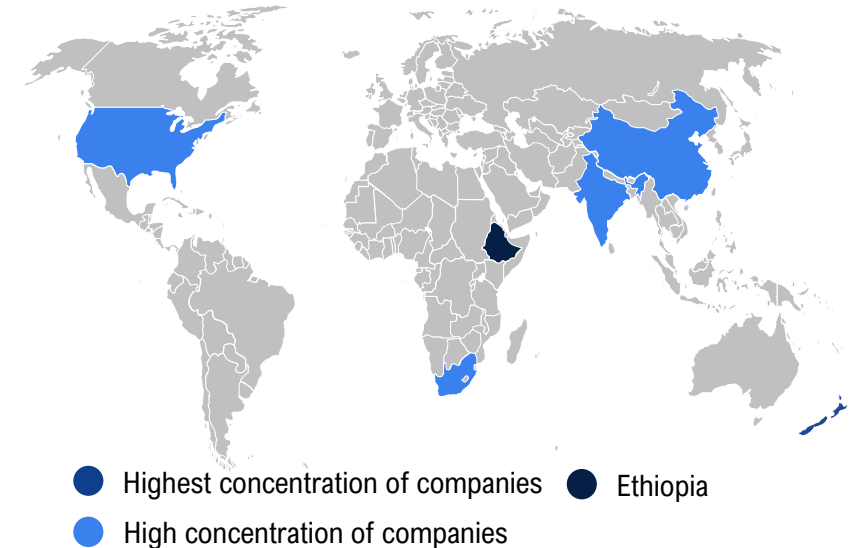 Highest concentration of companies
Ethiopia
High concentration of companies